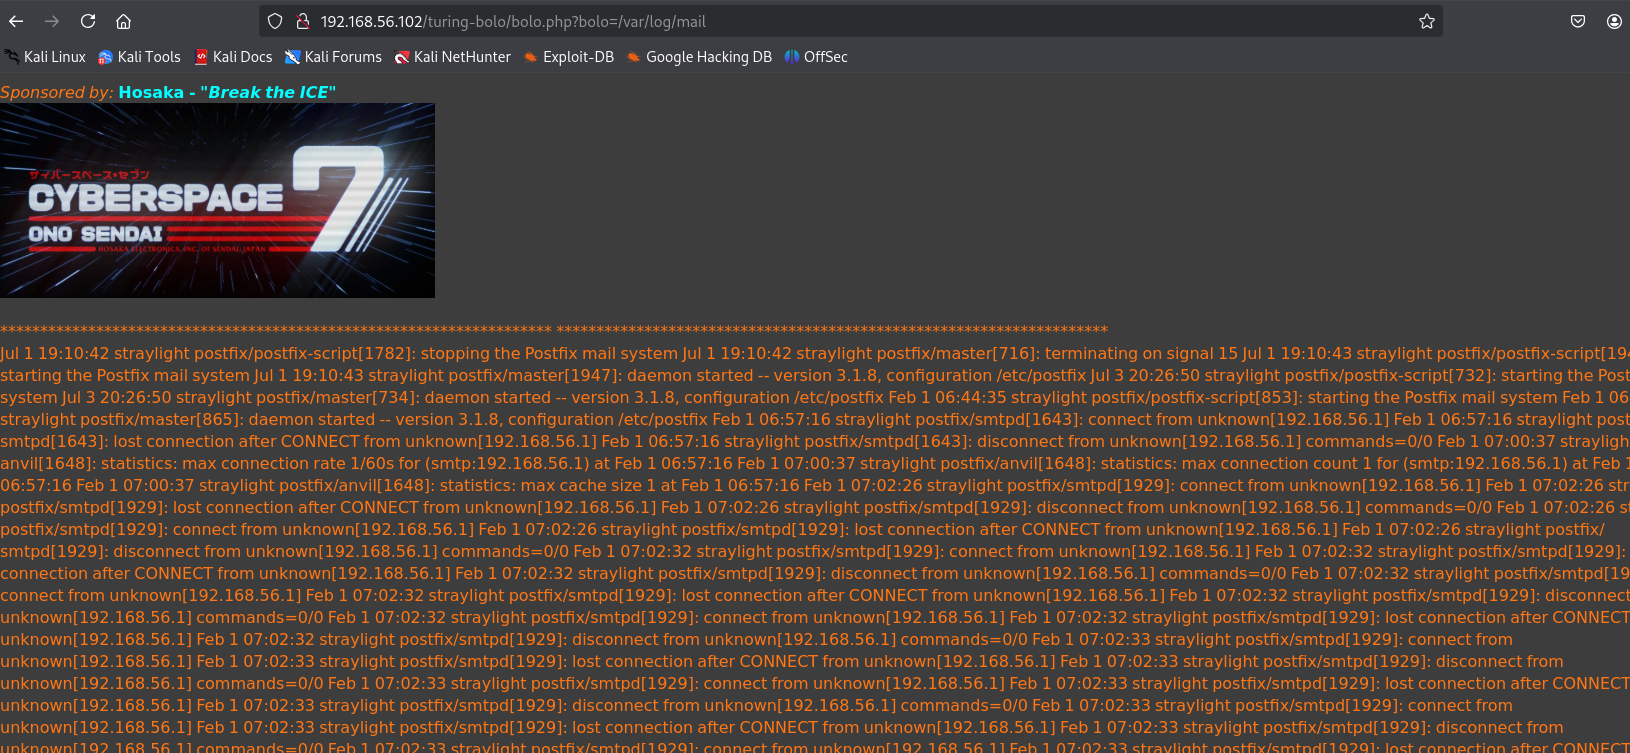 192.168.56.102/turing-bolo/bolo.php?bolo=/var/log/mail
Kali Linux Kali Tools Kali Docs Kali Forums Kali NetHunter Exploit-DB Google Hacking DB OffSec
Sponsored by: Hosaka - "Break the ICE"
サイバースペース・セブン
CYBERSPACE 7
ONO SENDAI
HOSAKA ELECTRONICS, INC. OF SENDAI, JAPAN
********************************************************************* *********************************************************************
Jul 1 19:10:42 straylight postfix/postfix-script[1782]: stopping the Postfix mail system Jul 1 19:10:42 straylight postfix/master[716]: terminating on signal 15 Jul 1 19:10:43 straylight
starting the Postfix mail system Jul 1 19:10:43 straylight postfix/master[1947]: daemon started -- version 3.1.8, configuration /etc/postfix Jul 3 20:26:50 straylight postfix/postfix-script[732]: starting the
system Jul 3 20:26:50 straylight postfix/master[734]: daemon started -- version 3.1.8, configuration /etc/postfix Feb 1 06:44:35 straylight postfix/postfix-script[853]: starting the Postfix mail system Feb 1
straylight postfix/master[865]: daemon started -- version 3.1.8, configuration /etc/postfix Feb 1 06:57:16 straylight postfix/smtpd[1643]: connect from unknown[192.168.56.1] Feb 1 06:57:16 straylight
smtpd[1643]: lost connection after CONNECT from unknown[192.168.56.1] Feb 1 06:57:16 straylight postfix/smtpd[1643]: disconnect from unknown[192.168.56.1] commands=0/0 Feb 1 07:00:37
anvil[1648]: statistics: max connection rate 1/60s for (smtp:192.168.56.1) at Feb 1 06:57:16 Feb 1 07:00:37 straylight postfix/anvil[1648]: statistics: max connection count 1 for (smtp:192.168.56.1) at Feb 1
06:57:16 Feb 1 07:00:37 straylight postfix/anvil[1648]: statistics: max cache size 1 at Feb 1 06:57:16 Feb 1 07:02:26 straylight postfix/smtpd[1929]: connect from unknown[192.168.56.1] Feb 1 07:02:26
postfix/smtpd[1929]: lost connection after CONNECT from unknown[192.168.56.1] Feb 1 07:02:26 straylight postfix/smtpd[1929]: disconnect from unknown[192.168.56.1] commands=0/0 Feb 1 07:02:26
postfix/smtpd[1929]: connect from unknown[192.168.56.1] Feb 1 07:02:26 straylight postfix/smtpd[1929]: lost connection after CONNECT from unknown[192.168.56.1] Feb 1 07:02:26 straylight postfix/
smtpd[1929]: disconnect from unknown[192.168.56.1] commands=0/0 Feb 1 07:02:32 straylight postfix/smtpd[1929]: connect from unknown[192.168.56.1] Feb 1 07:02:32 straylight postfix/smtpd[1929]:
connection after CONNECT from unknown[192.168.56.1] Feb 1 07:02:32 straylight postfix/smtpd[1929]: disconnect from unknown[192.168.56.1] commands=0/0 Feb 1 07:02:32 straylight
connect from unknown[192.168.56.1] Feb 1 07:02:32 straylight postfix/smtpd[1929]: lost connection after CONNECT from unknown[192.168.56.1] Feb 1 07:02:32 straylight postfix/smtpd[1929]: disconnect
unknown[192.168.56.1] commands=0/0 Feb 1 07:02:32 straylight postfix/smtpd[1929]: connect from unknown[192.168.56.1] Feb 1 07:02:32 straylight postfix/smtpd[1929]: lost connection after CONNECT
unknown[192.168.56.1] Feb 1 07:02:32 straylight postfix/smtpd[1929]: disconnect from unknown[192.168.56.1] commands=0/0 Feb 1 07:02:33 straylight postfix/smtpd[1929]: connect from
unknown[192.168.56.1] Feb 1 07:02:33 straylight postfix/smtpd[1929]: lost connection after CONNECT from unknown[192.168.56.1] Feb 1 07:02:33 straylight postfix/smtpd[1929]: disconnect from
unknown[192.168.56.1] commands=0/0 Feb 1 07:02:33 straylight postfix/smtpd[1929]: connect from unknown[192.168.56.1] Feb 1 07:02:33 straylight postfix/smtpd[1929]: lost connection after CONNECT
unknown[192.168.56.1] Feb 1 07:02:33 straylight postfix/smtpd[1929]: disconnect from unknown[192.168.56.1] commands=0/0 Feb 1 07:02:33 straylight postfix/smtpd[1929]: connect from
unknown[192.168.56.1] Feb 1 07:02:33 straylight postfix/smtpd[1929]: lost connection after CONNECT from unknown[192.168.56.1] Feb 1 07:02:33 straylight postfix/smtpd[1929]: disconnect from
unknown[192.168.56.1] commands=0/0 Feb 1 07:02:33 straylight postfix/smtpd[1929]: connect from unknown[192.168.56.1] Feb 1 07:02:33 straylight postfix/smtpd[1929]: lost connection after CONNECT